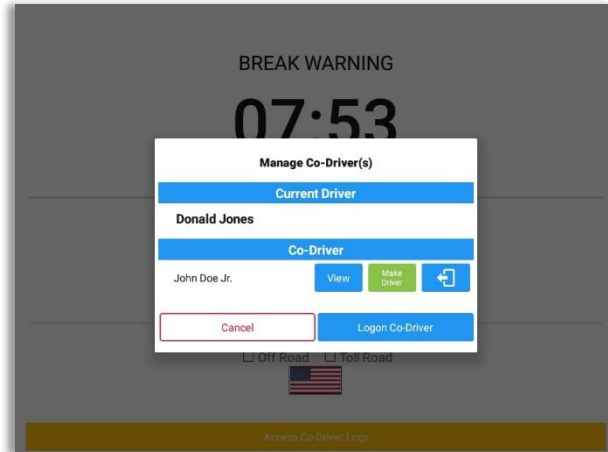 BREAK WARNING
07:53
Manage Co-Driver(s)
Current Driver
Donald Jones
Co-Driver
John Doe Jr.
View
Make
Driver
Cancel
Logon Co-Driver
Off Road
Toll Road
Access Co-Driver Logs